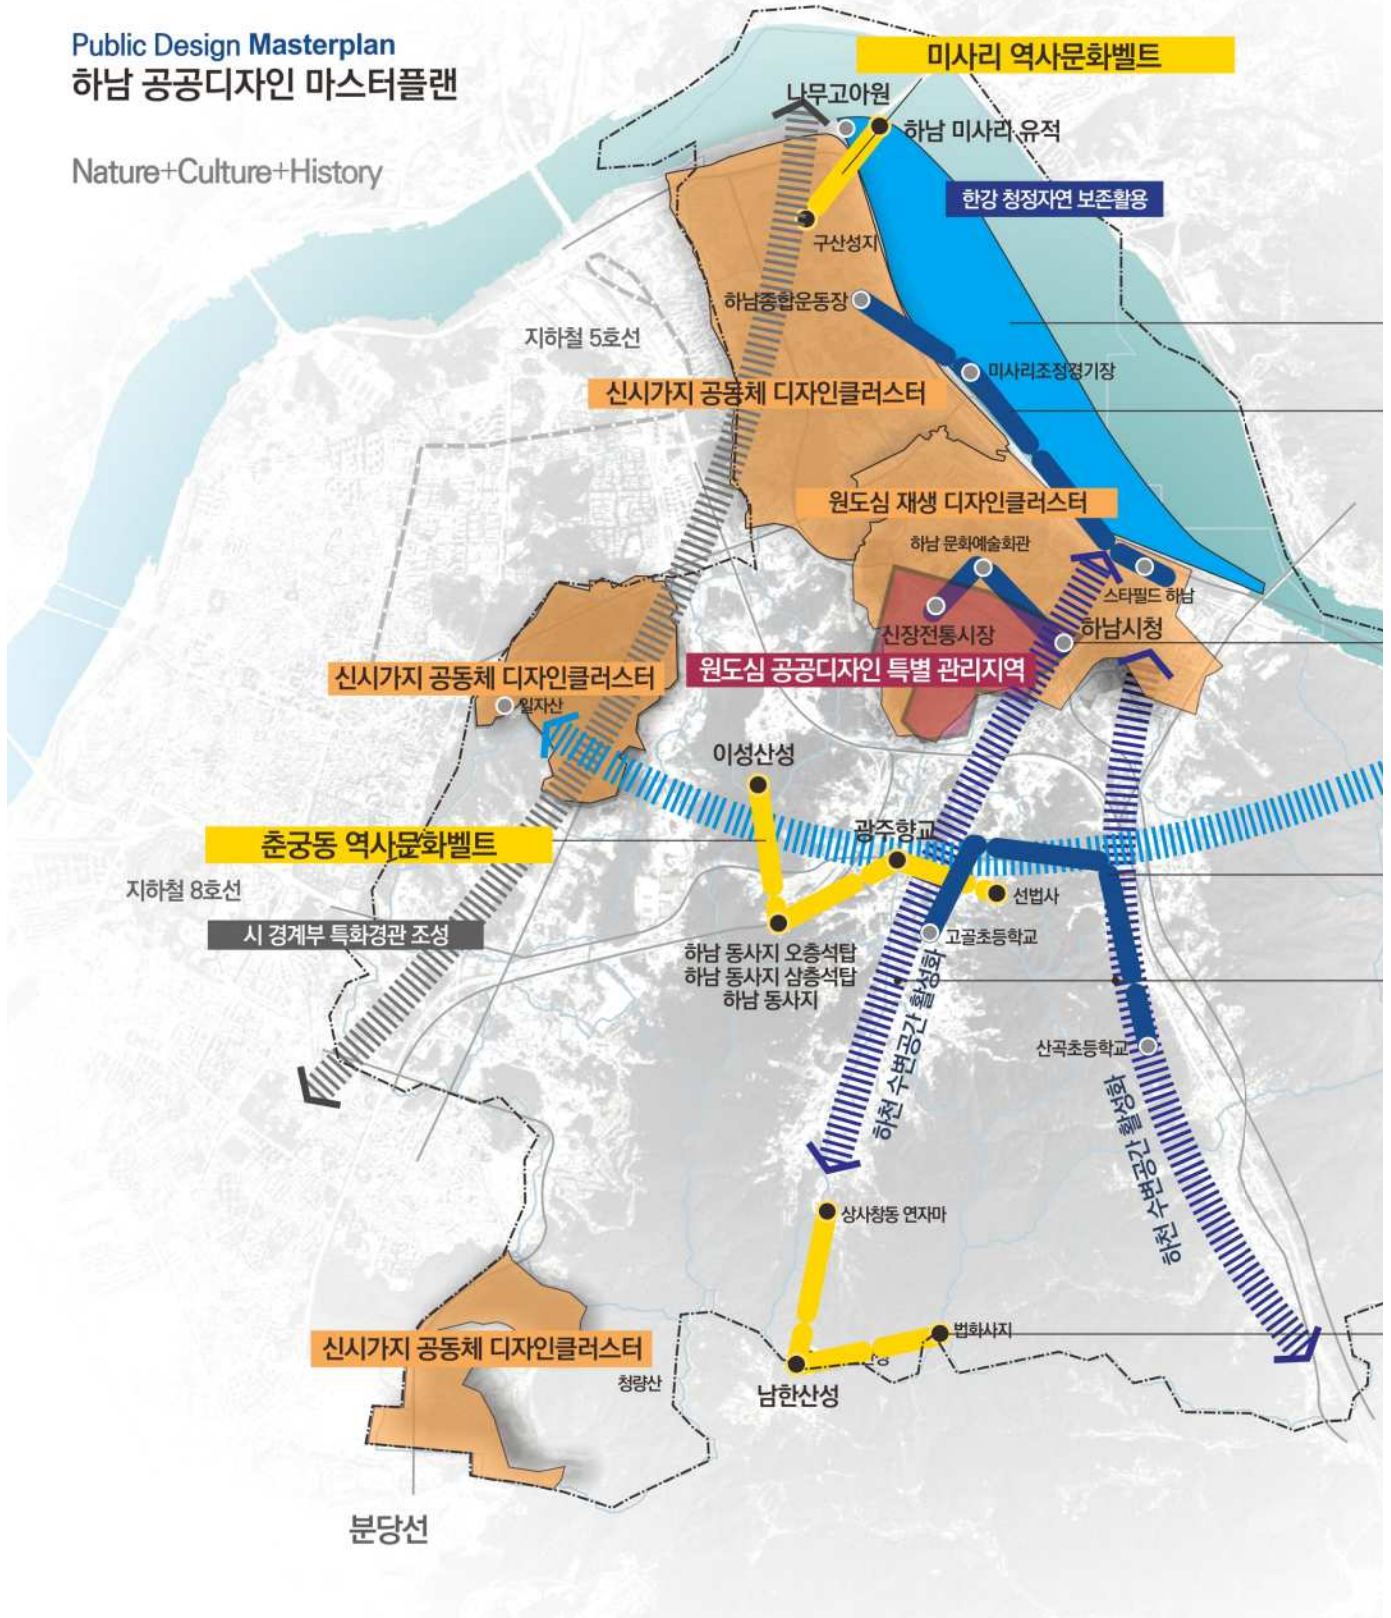 Public Design Masterplan
하남 공공디자인 마스터플랜
Nature+Culture+History
미사리 역사문화벨트
나무고아원
하남 미사리 유적
한강 청정자연 보존활용
구산성지
하남종합운동장
지하철 5호선
미사리조정경기장
신시가지 공동체 디자인클러스터
원도심 재생 디자인클러스터
하남 문화예술회관
스타필드 하남
신장전통시장
하남시청
원도심 공공디자인 특별 관리지역
신시가지 공동체 디자인클러스터
일자산
이성산성
춘궁동 역사문화벨트
광주향교
지하철 8호선
선법사
시 경계부 특화경관 조성
고골초등학교
하남 동사지 오층석탑
하남 동사지 삼층석탑
하남 동사지
하천 수변공간 활성화
산곡초등학교
하천 수변공간 활성화
상사창동 연자마
신시가지 공동체 디자인클러스터
법화사지
청량산
남한산성
분당선